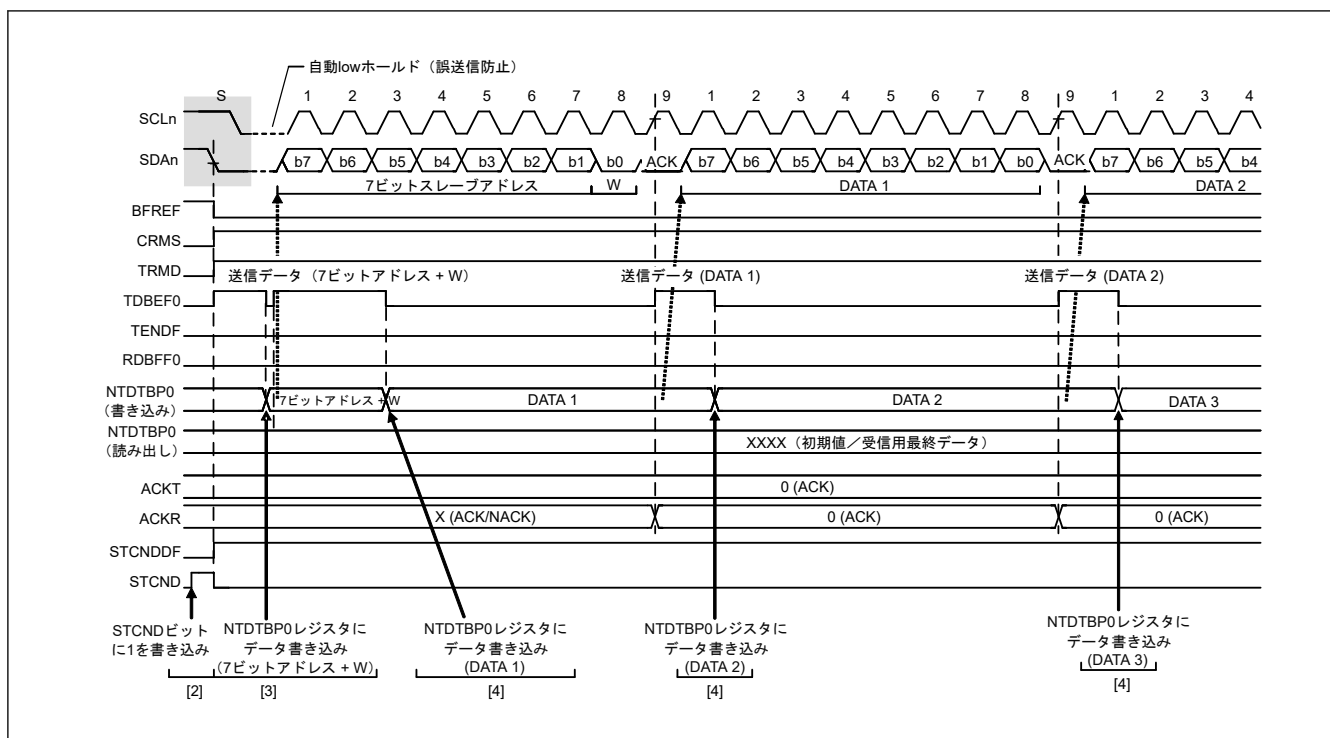 自動lowホールド（誤送信防止）
S 1 2 3 4 5 6 7 8 9 1 2 3 4 5 6 7 8 9 1 2 3 4
SCLn
SDAn b7 b6 b5 b4 b3 b2 b1 b0 ACK b7 b6 b5 b4 b3 b2 b1 b0 ACK b7 b6 b5 b4
7ビットスレーブアドレス W DATA 1 DATA 2
BFREF
CRMS
TRMD
送信データ（7ビットアドレス + W） 送信データ (DATA 1) 送信データ (DATA 2)
TDBEF0
TENDF
RDBFF0
NTDTBP0
（書き込み） 7ビットアドレス + W DATA 1 DATA 2 DATA 3
NTDTBP0
（読み出し） XXXX（初期値／受信用最終データ）
ACKT 0 (ACK)
ACKR X (ACK/NACK) 0 (ACK) 0 (ACK)
STCNDDF
STCND
STCNDビット NTDTBP0レジスタに NTDTBP0レジスタに NTDTBP0レジスタに NTDTBP0レジスタに
に1を書き込み データ書き込み データ書き込み データ書き込み データ書き込み
(7ビットアドレス + W) (DATA 1) (DATA 2) (DATA 3)
[2] [3] [4] [4] [4]